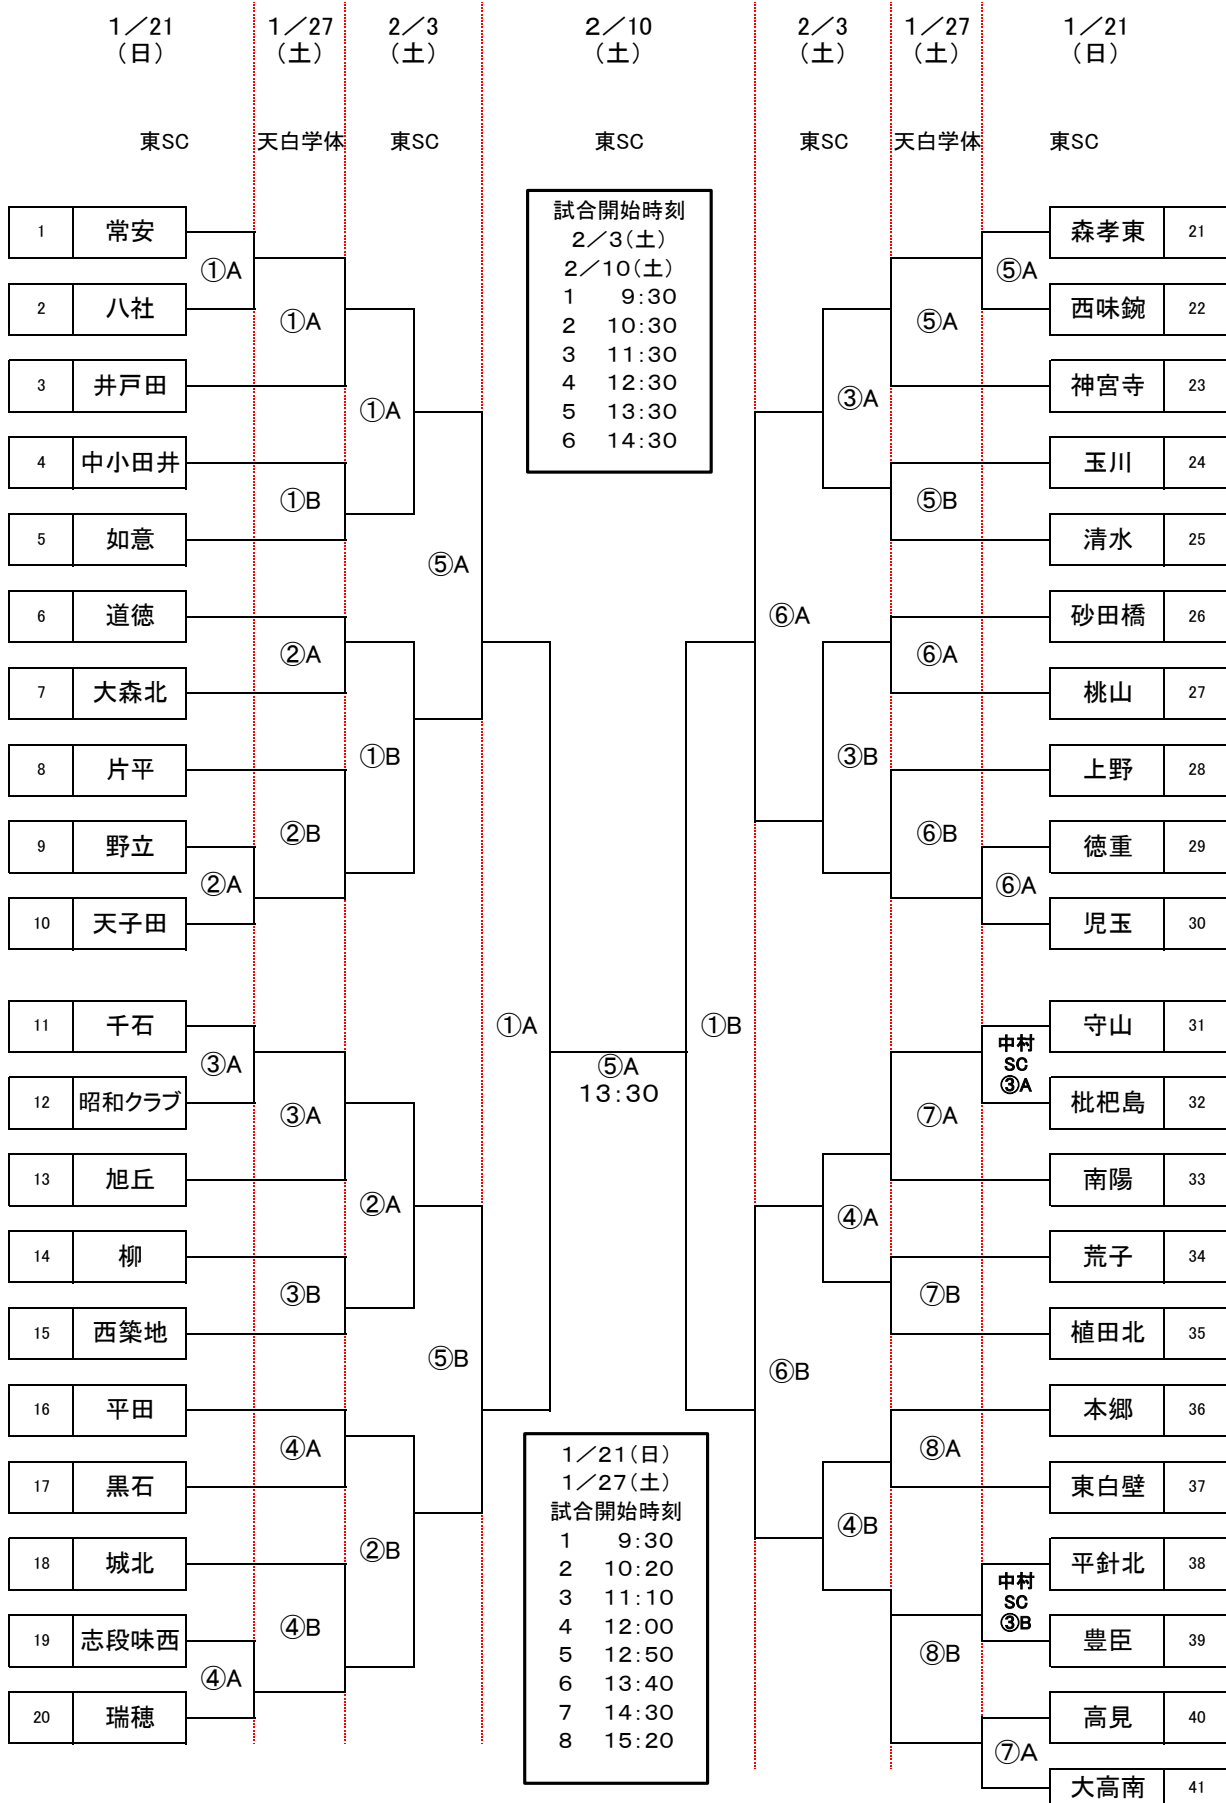 1／21 1／27 2／3 2／10 2／3 1／27 1／21
（日） （土） （土） （土） （土） （土） （日）
東SC 天白学体 東SC 東SC 東SC 天白学体 東SC
試合開始時刻
2／3(土)
2／10(土)
1 9:30
2 10:30
3 11:30
4 12:30
5 13:30
6 14:30
1 常安
①A
2 八社
①A
3 井戸田
①A
4 中小田井
①B
5 如意
⑤A
6 道徳
②A
7 大森北
①B
8 片平
②B
9 野立
②A
10 天子田
11 千石
①A
③A
12 昭和クラブ
③A
13 旭丘
②A
14 柳
③B
15 西築地
⑤B
16 平田
④A
17 黒石
②B
18 城北
④B
19 志段味西
④A
20 瑞穂
⑤A
13:30
1／21(日)
1／27(土)
試合開始時刻
1 9:30
2 10:20
3 11:10
4 12:00
5 12:50
6 13:40
7 14:30
8 15:20
森孝東 21
⑤A
西味鋺 22
⑤A
神宮寺 23
③A
玉川 24
⑤B
清水 25
⑥A
砂田橋 26
⑥A
桃山 27
③B
上野 28
⑥B
徳重 29
⑥A
児玉 30
①B
守山 31
中村
SC
③A
枇杷島 32
⑦A
南陽 33
④A
荒子 34
⑦B
植田北 35
⑥B
本郷 36
⑧A
東白壁 37
④B
平針北 38
中村
SC
③B
豊臣 39
⑧B
高見 40
⑦A
大高南 41